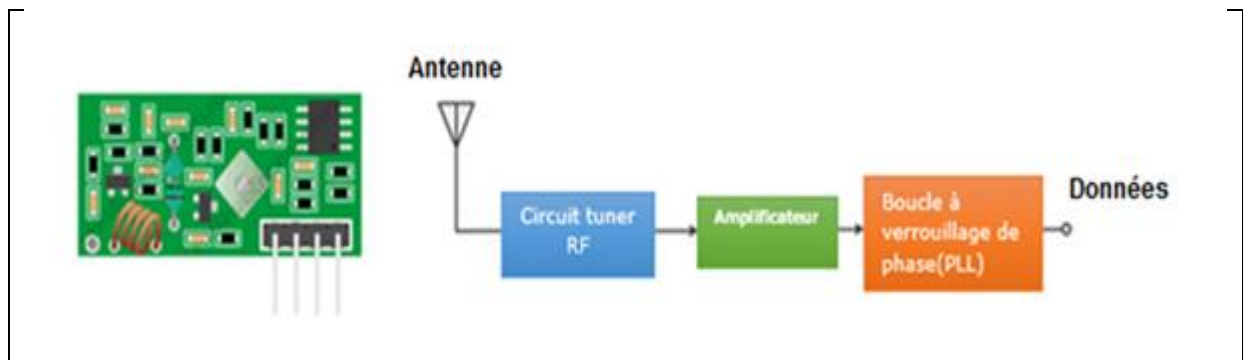 Antenne
Circuit tuner
RF
Amplificateur
Boucle à
verrouillage de
phase(PLL)
Données